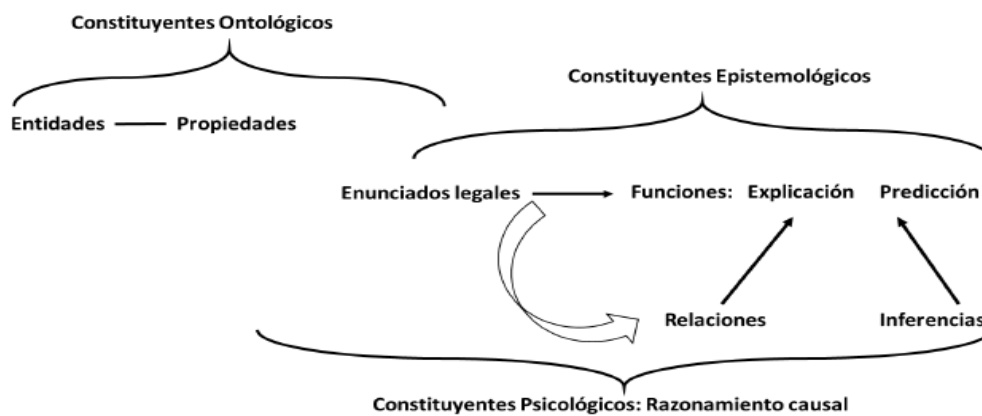 Constituyentes Ontológicos
Constituyentes Epistemológicos
Entidades Propiedades
Enunciados legales Funciones: Explicación Predicción
Relaciones Inferencias
Constituyentes Psicológicos: Razonamiento causal